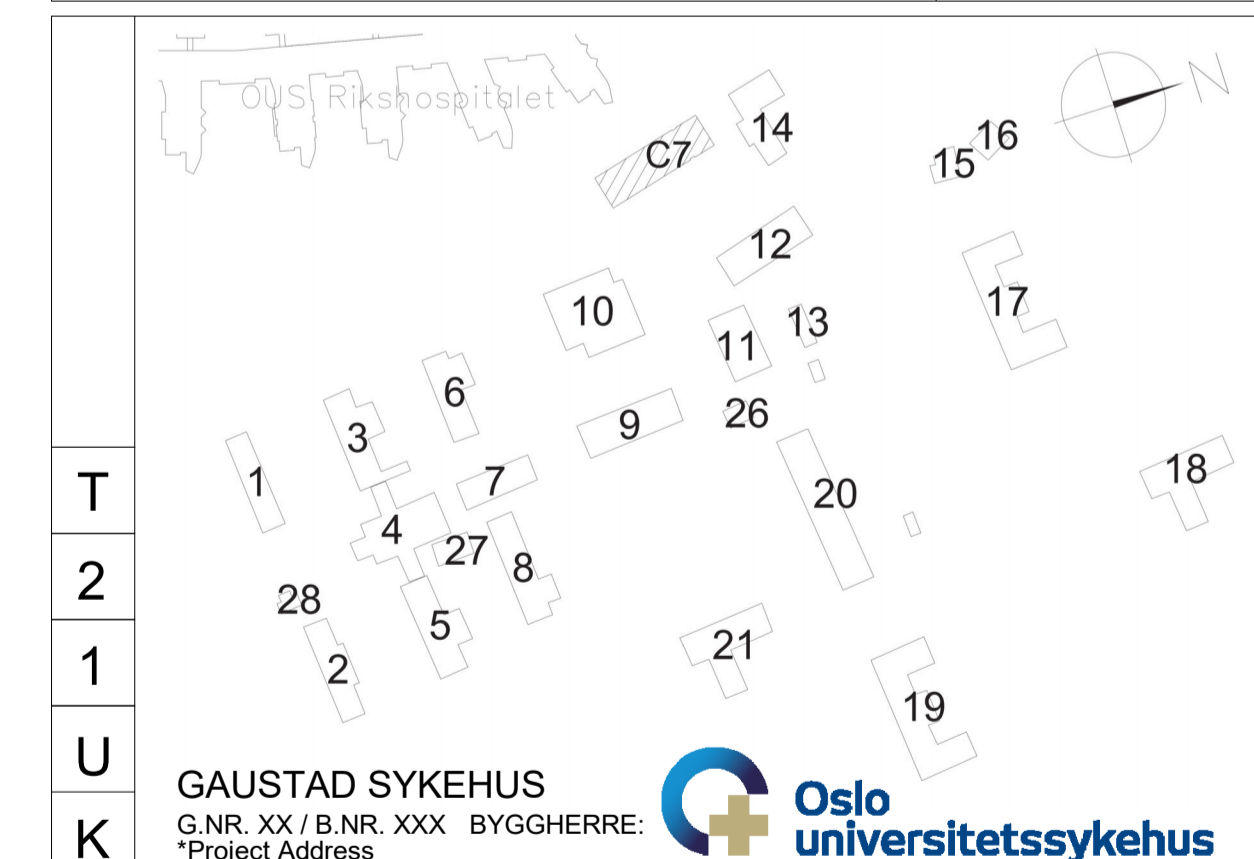 OUS Rikshospitalet
N
14
C7
16
15
12
17
10
13
11
6
26
9
3
18
7
1
20
4
27
8
28
5
21
2
19
T
2
1
U
K
GAUSTAD SYKEHUS
G.NR. XX / B.NR. XXX BYGGHERRE:
*Project Address
Oslo
universitetssykehus